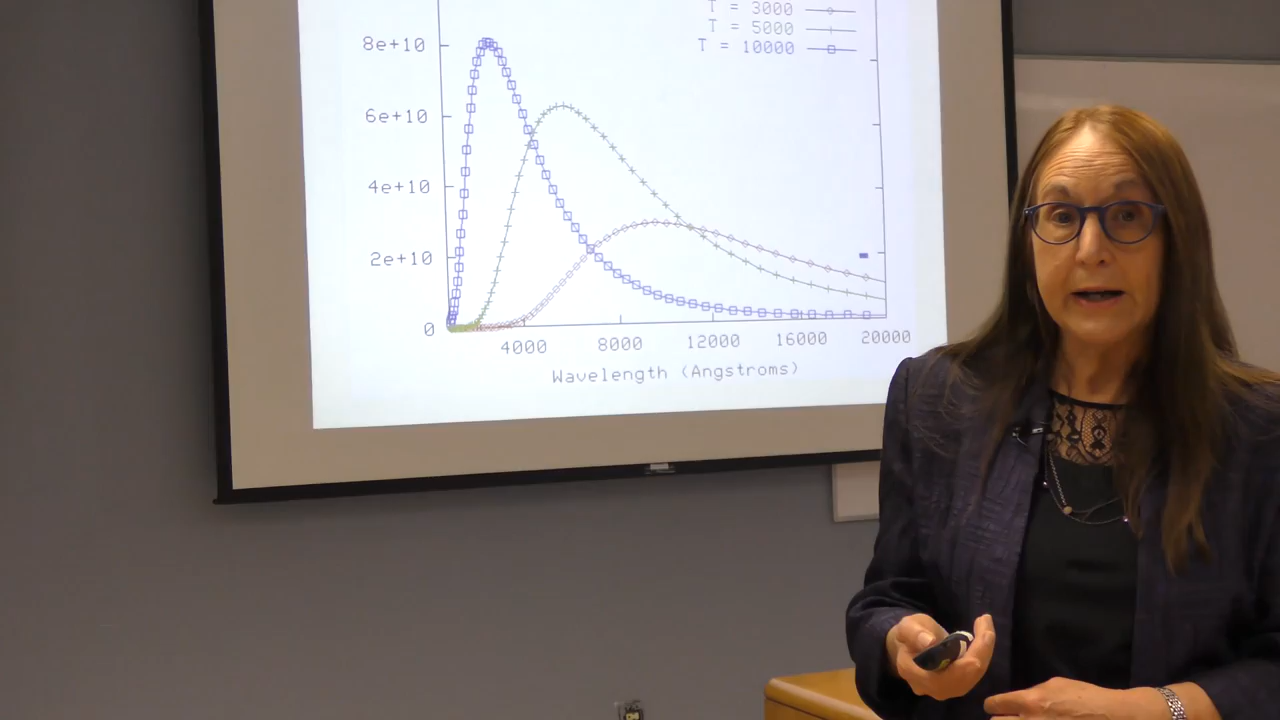 T = 3000
T = 5000
T = 10000
8e+10
6e+10
4e+10
2e+10
0
4000 8000 12000 16000 20000
Wavelength (Angstroms)